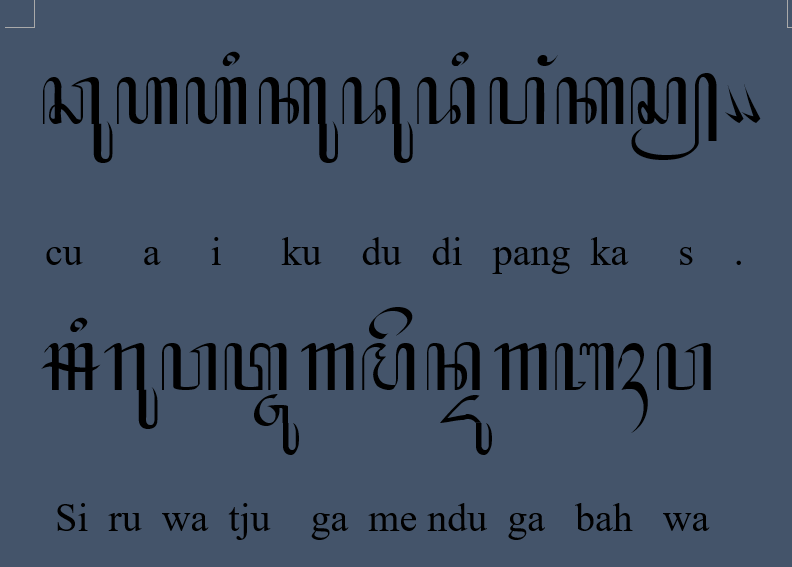 ꦕꦸꦲꦲꦶꦏꦸꦢꦸꦢꦶꦥꦁꦏꦱ꧀꧈
cu a i ku du di pang ka s .
ꦯꦶꦫꦸꦮꦠ꧀ꦗꦸꦒꦩꦼꦤ꧀ꦢꦸꦒꦧꦃꦮ
Si ru wa tju ga me ndu ga bah wa